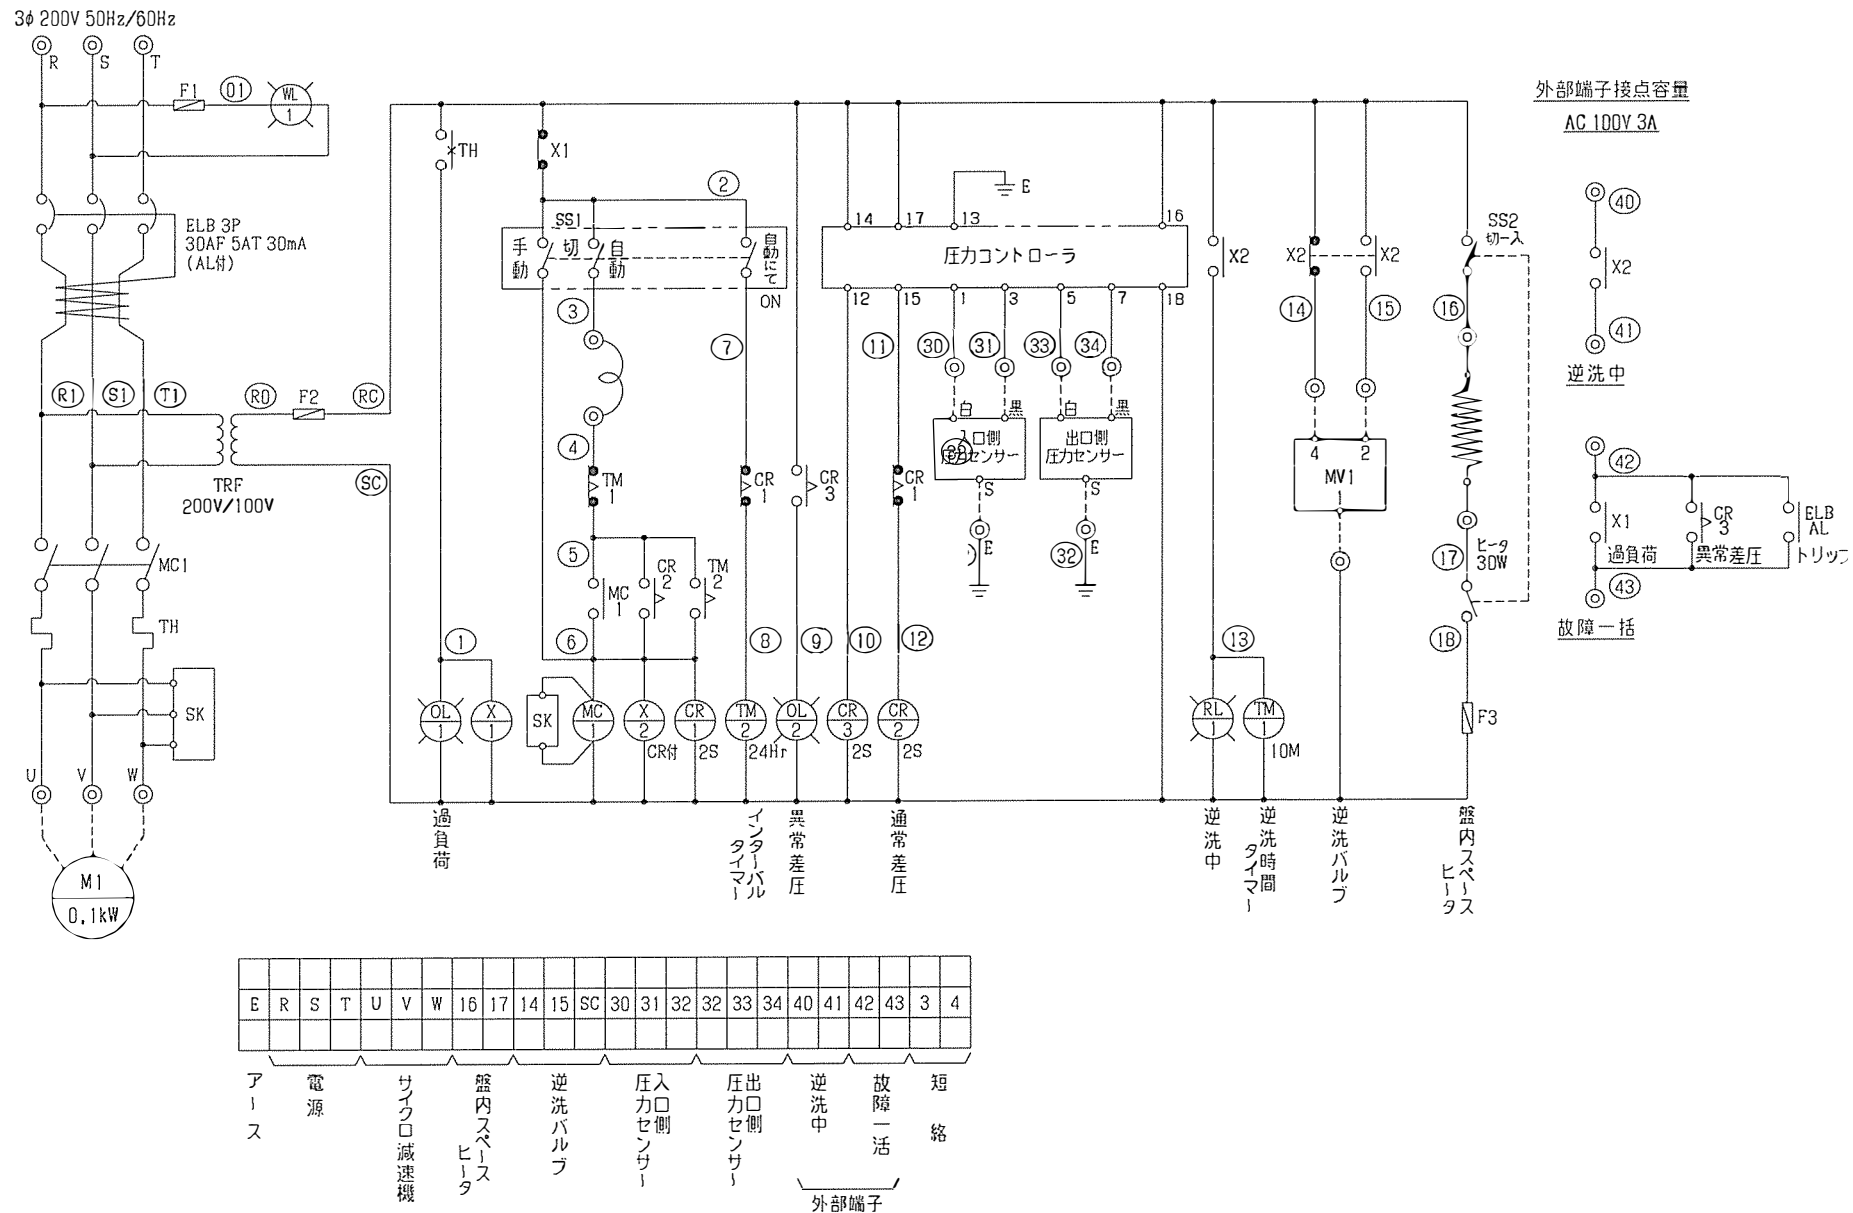 3φ 200V 50Hz/60Hz
R
S
T
F1
01
WL
1
ELB 3P
30AF 5AT 30mA
(AL付)
R1
S1
T1
R0
F2
RC
SC
TRF
200V/100V
MC1
TH
SK
U
V
W
M1
0.1kW
TH
X1
2
SS1
手動
切
自動
自動にて
ON
3
4
TM
1
5
MC
1
CR
2
TM
2
6
7
CR
1
CR
3
8
9
10
11
CR
1
12
1
OL
1
X
1
SK
MC
1
X
2
CR付
CR
1
2S
TM
2
24Hr
OL
2
CR
3
2S
CR
2
2S
過負荷
インターバル
タイマー
異常差圧
通常差圧
14
17
13
E
16
圧力コントローラ
12
15
1
3
5
7
18
30
31
33
34
白
黒
白
黒
入口側
圧力センサー
出口側
圧力センサー
S
S
E
32
E
X2
13
RL
1
TM
1
10M
逆洗中
逆洗時間
タイマー
X2
X2
14
15
4
2
MV1
逆洗バルブ
SS2
切-入
16
17
ヒータ
30W
18
F3
盤内スペース
ヒータ
外部端子接点容量
AC 100V 3A
40
X2
41
逆洗中
42
X1
過負荷
CR
3
異常差圧
ELB
AL
トリップ
43
故障一括
E R S T U V W 16 17 14 15 SC 30 31 32 32 33 34 40 41 42 43 3 4
アース
電源
サイクロ減速機
盤内スペース
ヒータ
逆洗バルブ
入口側
圧力センサー
出口側
圧力センサー
逆洗中
故障一活
短絡
外部端子